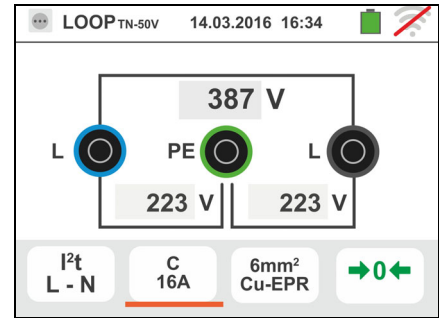 LOOP TN-50V 14.03.2016 16:34
387 V
L PE L
223 V 223 V
I²t
L - N
C
16A
6mm²
Cu-EPR
➔0←